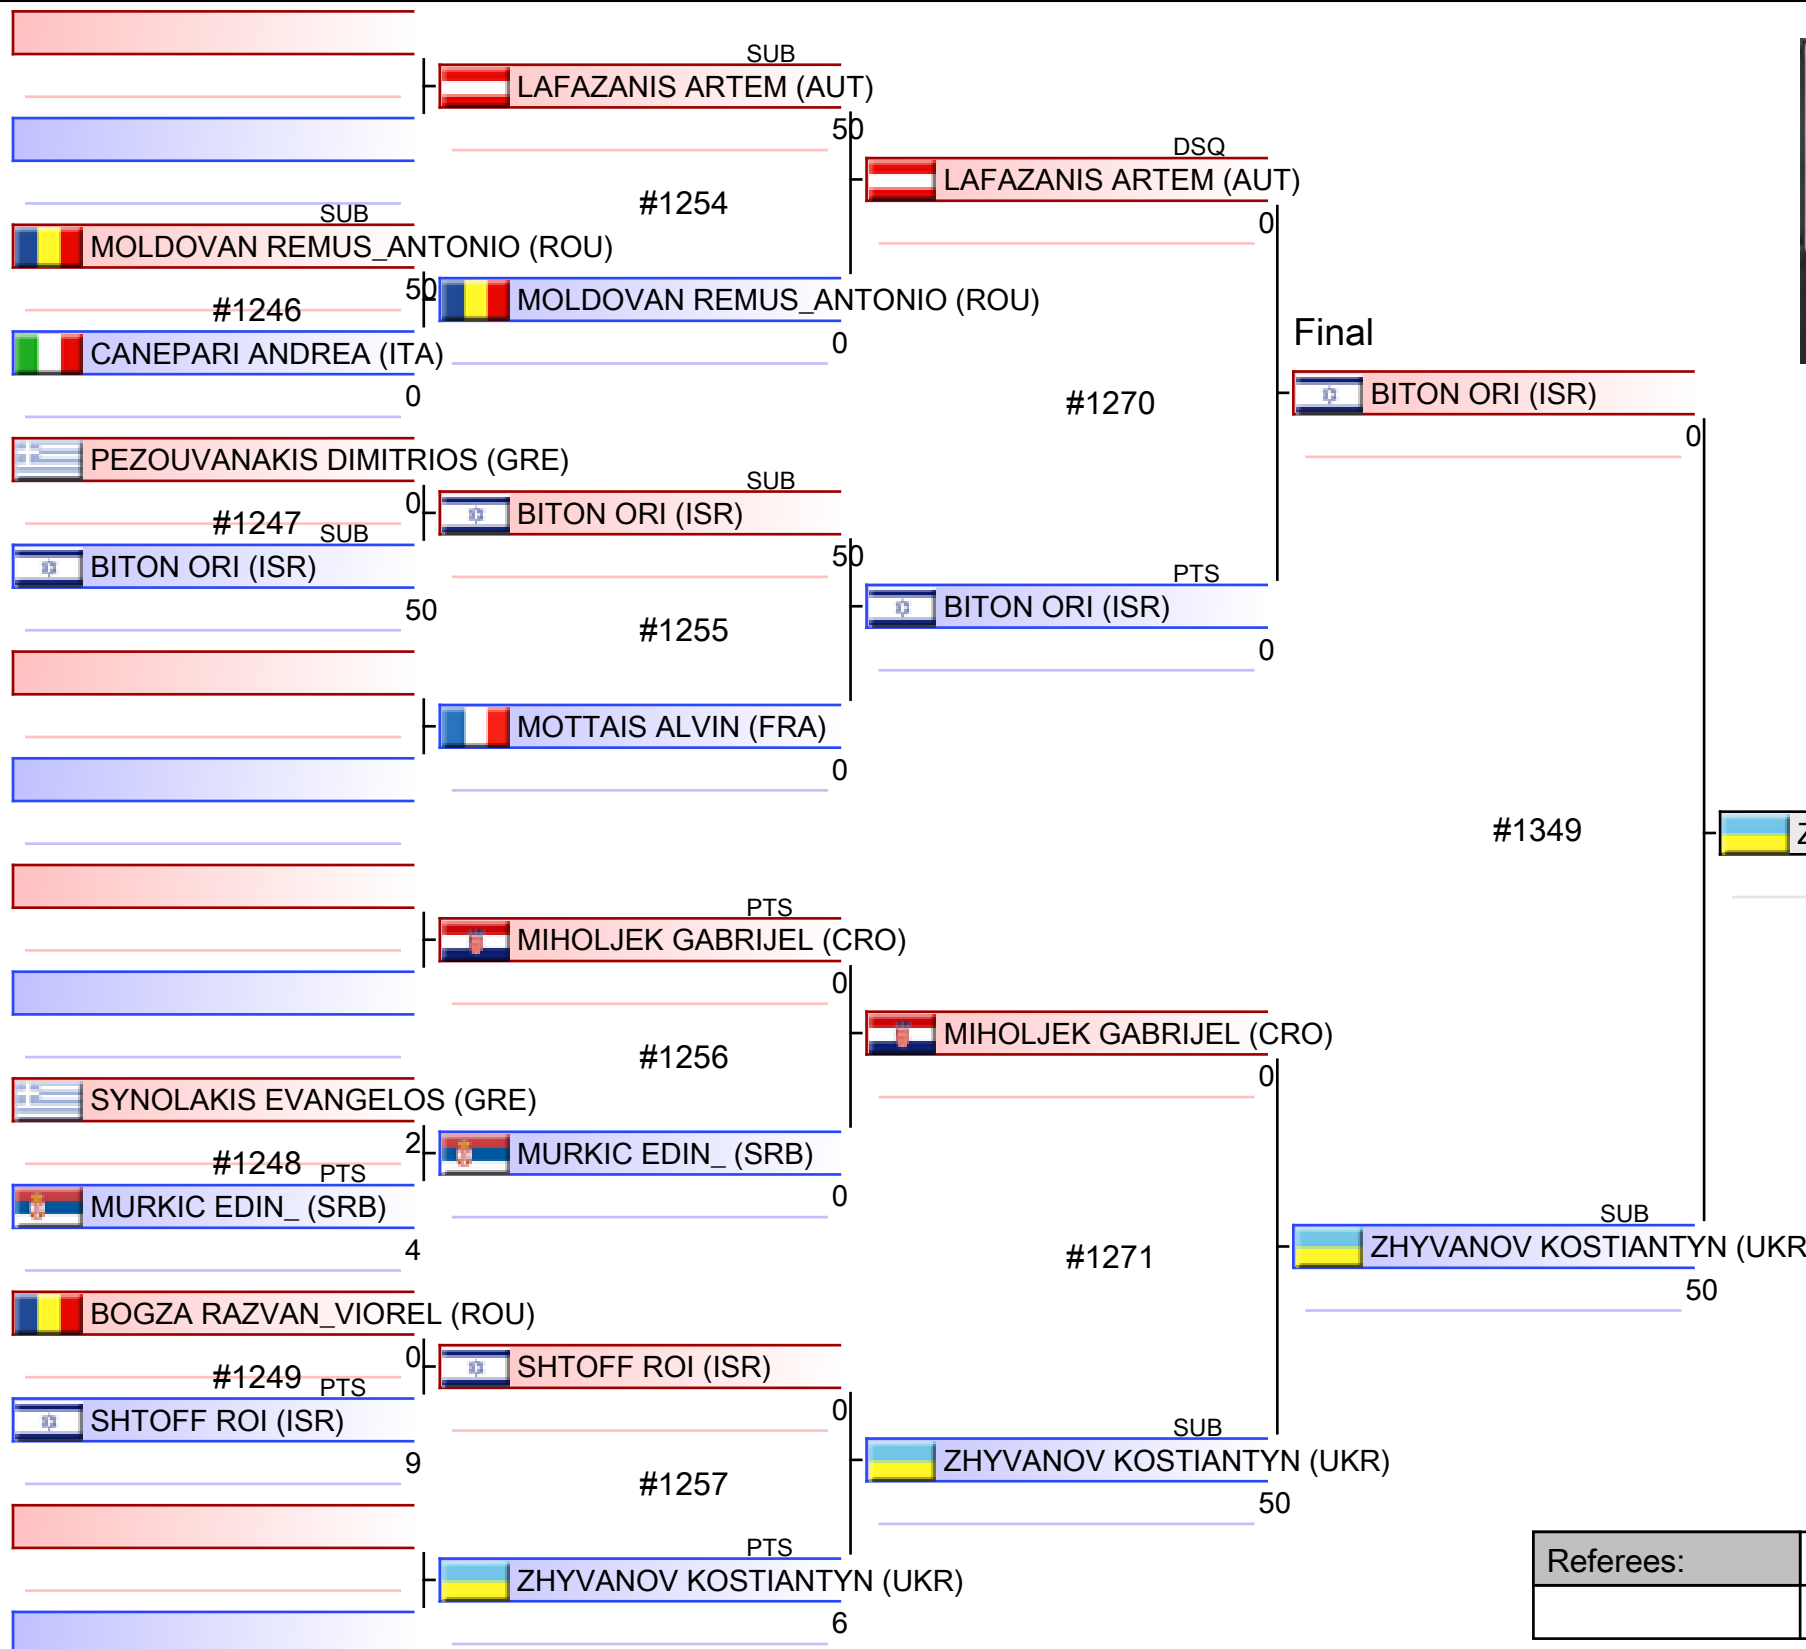 SUB
LAFAZANIS ARTEM (AUT)
50
DSQ
LAFAZANIS ARTEM (AUT)
#1254
0
SUB
MOLDOVAN REMUS_ANTONIO (ROU)
50
#1246
MOLDOVAN REMUS_ANTONIO (ROU)
0
CANEPARI ANDREA (ITA)
0
Final
BITON ORI (ISR)
0
#1270
PEZOUVANAKIS DIMITRIOS (GRE)
0
#1247
SUB
BITON ORI (ISR)
50
SUB
BITON ORI (ISR)
50
#1255
PTS
BITON ORI (ISR)
0
MOTTAIS ALVIN (FRA)
0
#1349
Z
PTS
MIHOLJEK GABRIJEL (CRO)
0
#1256
MIHOLJEK GABRIJEL (CRO)
0
SYNOLAKIS EVANGELOS (GRE)
2
#1248
PTS
MURKIC EDIN_ (SRB)
4
MURKIC EDIN_ (SRB)
0
#1271
SUB
ZHYVANOV KOSTIANTYN (UKR
50
BOGZA RAZVAN_VIOREL (ROU)
0
#1249
PTS
SHTOFF ROI (ISR)
9
SHTOFF ROI (ISR)
0
#1257
SUB
ZHYVANOV KOSTIANTYN (UKR)
50
PTS
ZHYVANOV KOSTIANTYN (UKR)
6
Referees: